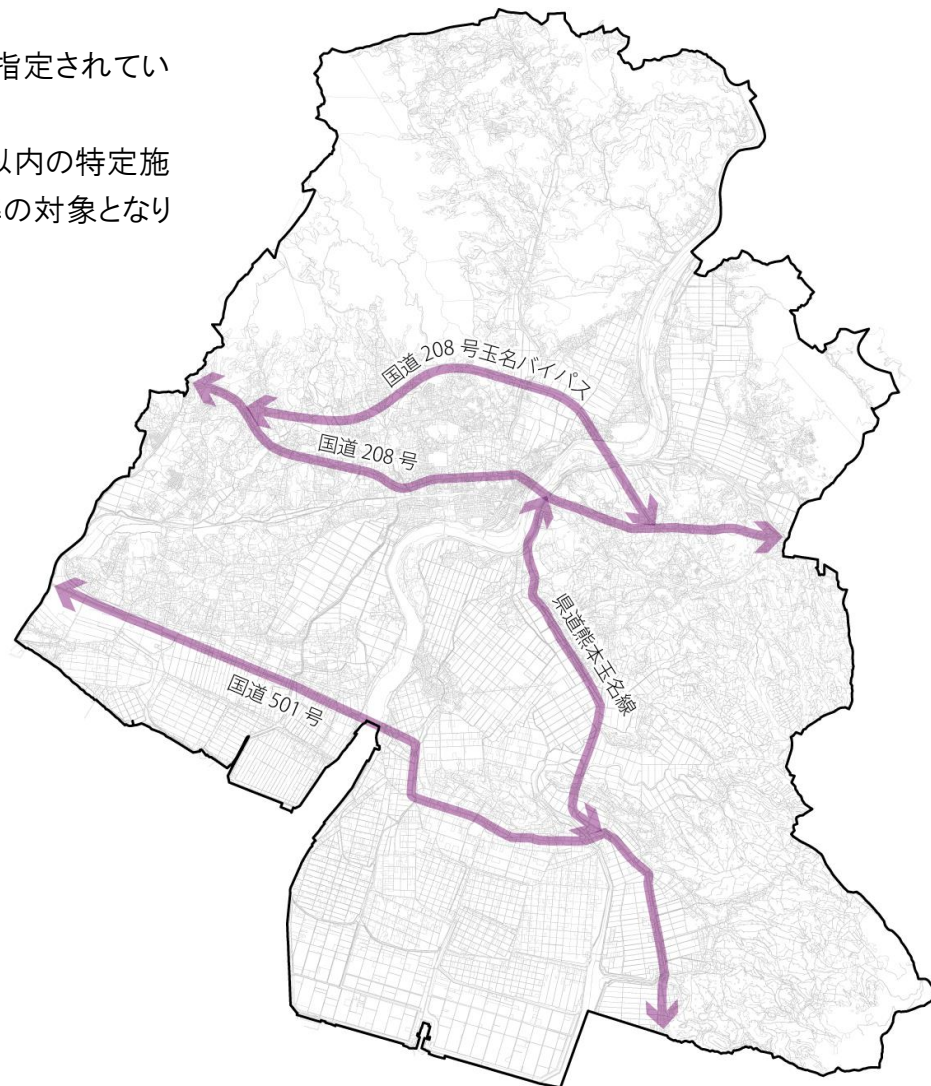 指定されてい
以内の特定施
の対象となり
国道 208 号玉名バイパス
国道 208 号
県道熊本玉名線
国道 501 号